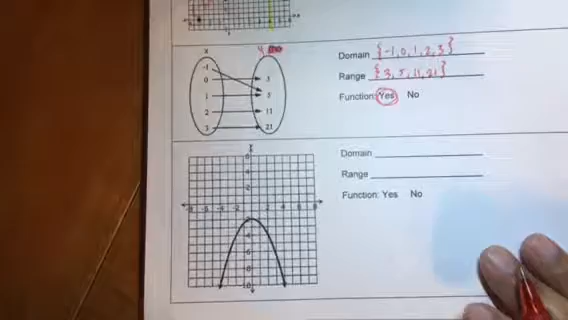 x y
Domain {-1, 0, 1, 2, 3}
-1
0 3
Range {3, 5, 11, 21}
1 5
Function: Yes No
2 11
3 21
Domain
Range
Function: Yes No